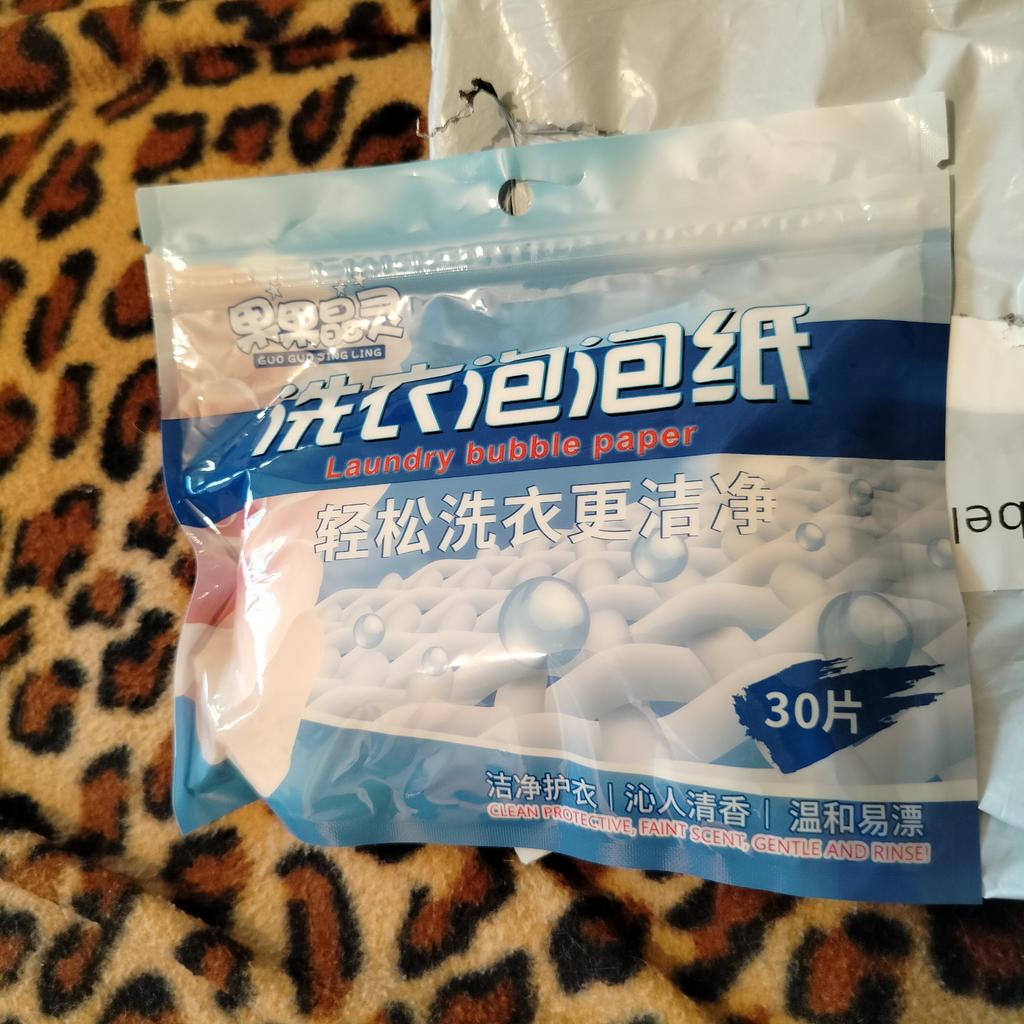 果果晶灵
GUO GUO JING LING
洗衣泡泡纸
Laundry bubble paper
轻松洗衣更洁净
30片
洁净护衣 | 沁人清香 | 温和易漂
CLEAN PROTECTIVE, FAINT SCENT, GENTLE AND RINSE!
bel